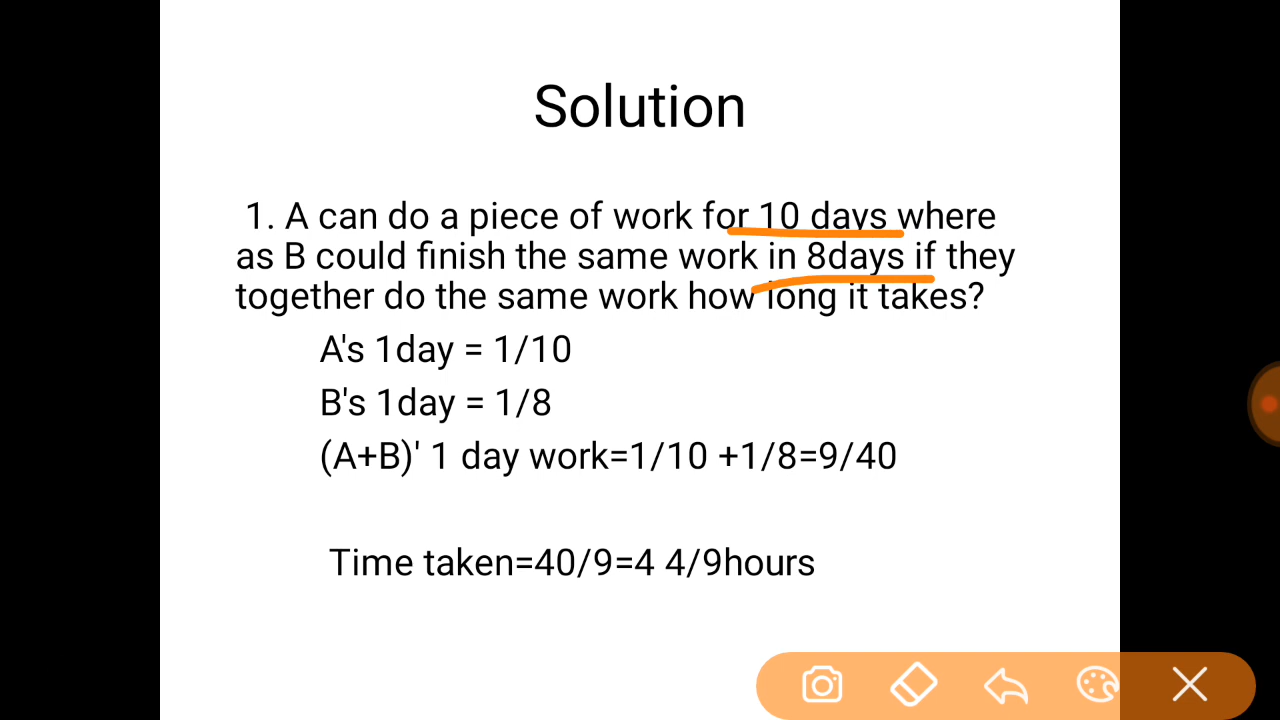 Solution
1. A can do a piece of work for 10 days where
as B could finish the same work in 8days if they
together do the same work how long it takes?
A's 1day = 1/10
B's 1day = 1/8
(A+B)' 1 day work=1/10 +1/8=9/40
Time taken=40/9=4 4/9hours